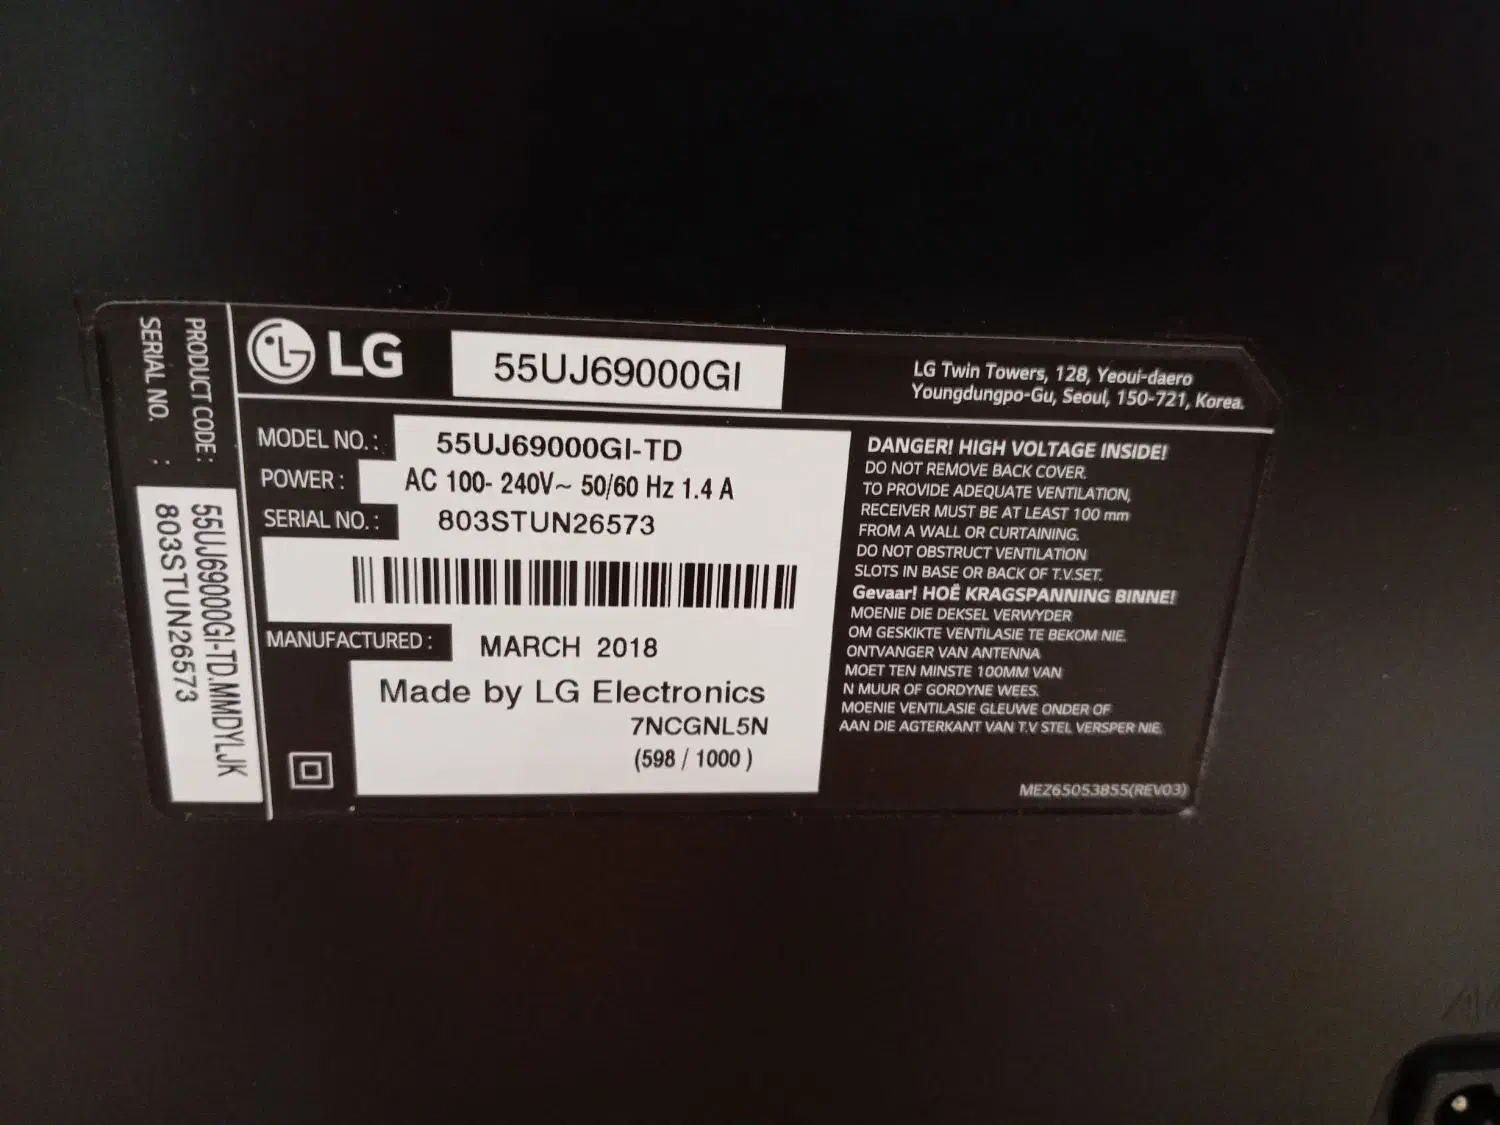 PRODUCT CODE :
SERIAL NO. :
55UJ69000GI-TD.MMDYLJK
803STUN26573
LG
55UJ69000GI
LG Twin Towers, 128, Yeoui-daero
Youngdungpo-Gu, Seoul, 150-721, Korea.
MODEL NO. : 55UJ69000GI-TD
POWER : AC 100- 240V~ 50/60 Hz 1.4 A
SERIAL NO. : 803STUN26573
MANUFACTURED : MARCH 2018
Made by LG Electronics
7NCGNL5N
(598 / 1000 )
DANGER! HIGH VOLTAGE INSIDE!
DO NOT REMOVE BACK COVER.
TO PROVIDE ADEQUATE VENTILATION,
RECEIVER MUST BE AT LEAST 100 mm
FROM A WALL OR CURTAINING.
DO NOT OBSTRUCT VENTILATION
SLOTS IN BASE OR BACK OF T.V.SET.
Gevaar! HOË KRAGSPANNING BINNE!
MOENIE DIE DEKSEL VERWYDER
OM GESKIKTE VENTILASIE TE BEKOM NIE.
ONTVANGER VAN ANTENNA
MOET TEN MINSTE 100MM VAN
N MUUR OF GORDYNE WEES.
MOENIE VENTILASIE GLEUWE ONDER OF
AAN DIE AGTERKANT VAN T.V STEL VERSPER NIE.
MEZ65053855(REV03)